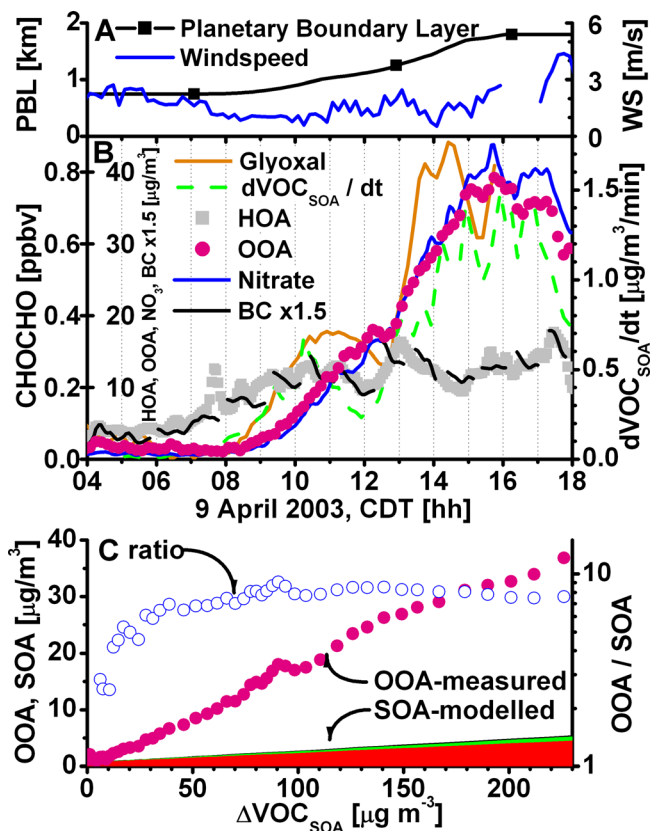 A
Planetary Boundary Layer
Windspeed
PBL [km]
2
1
0
6
3
0
WS [m/s]
B
Glyoxal
dVOC_SOA / dt
HOA
OOA
Nitrate
BC x1.5
CHOCHO [ppbv]
0.8
0.6
0.4
0.2
0.0
HOA, OOA, NO₃, BC x1.5 [µg/m³]
40
30
20
10
1.5
1.0
0.5
0.0
dVOC_SOA/dt [µg/m³/min]
04 06 08 10 12 14 16 18
9 April 2003, CDT [hh]
C
ratio
OOA-measured
SOA-modelled
OOA, SOA [µg/m³]
40
30
20
10
0
10
1
OOA / SOA
0 50 100 150 200
ΔVOC_SOA [µg m⁻³]